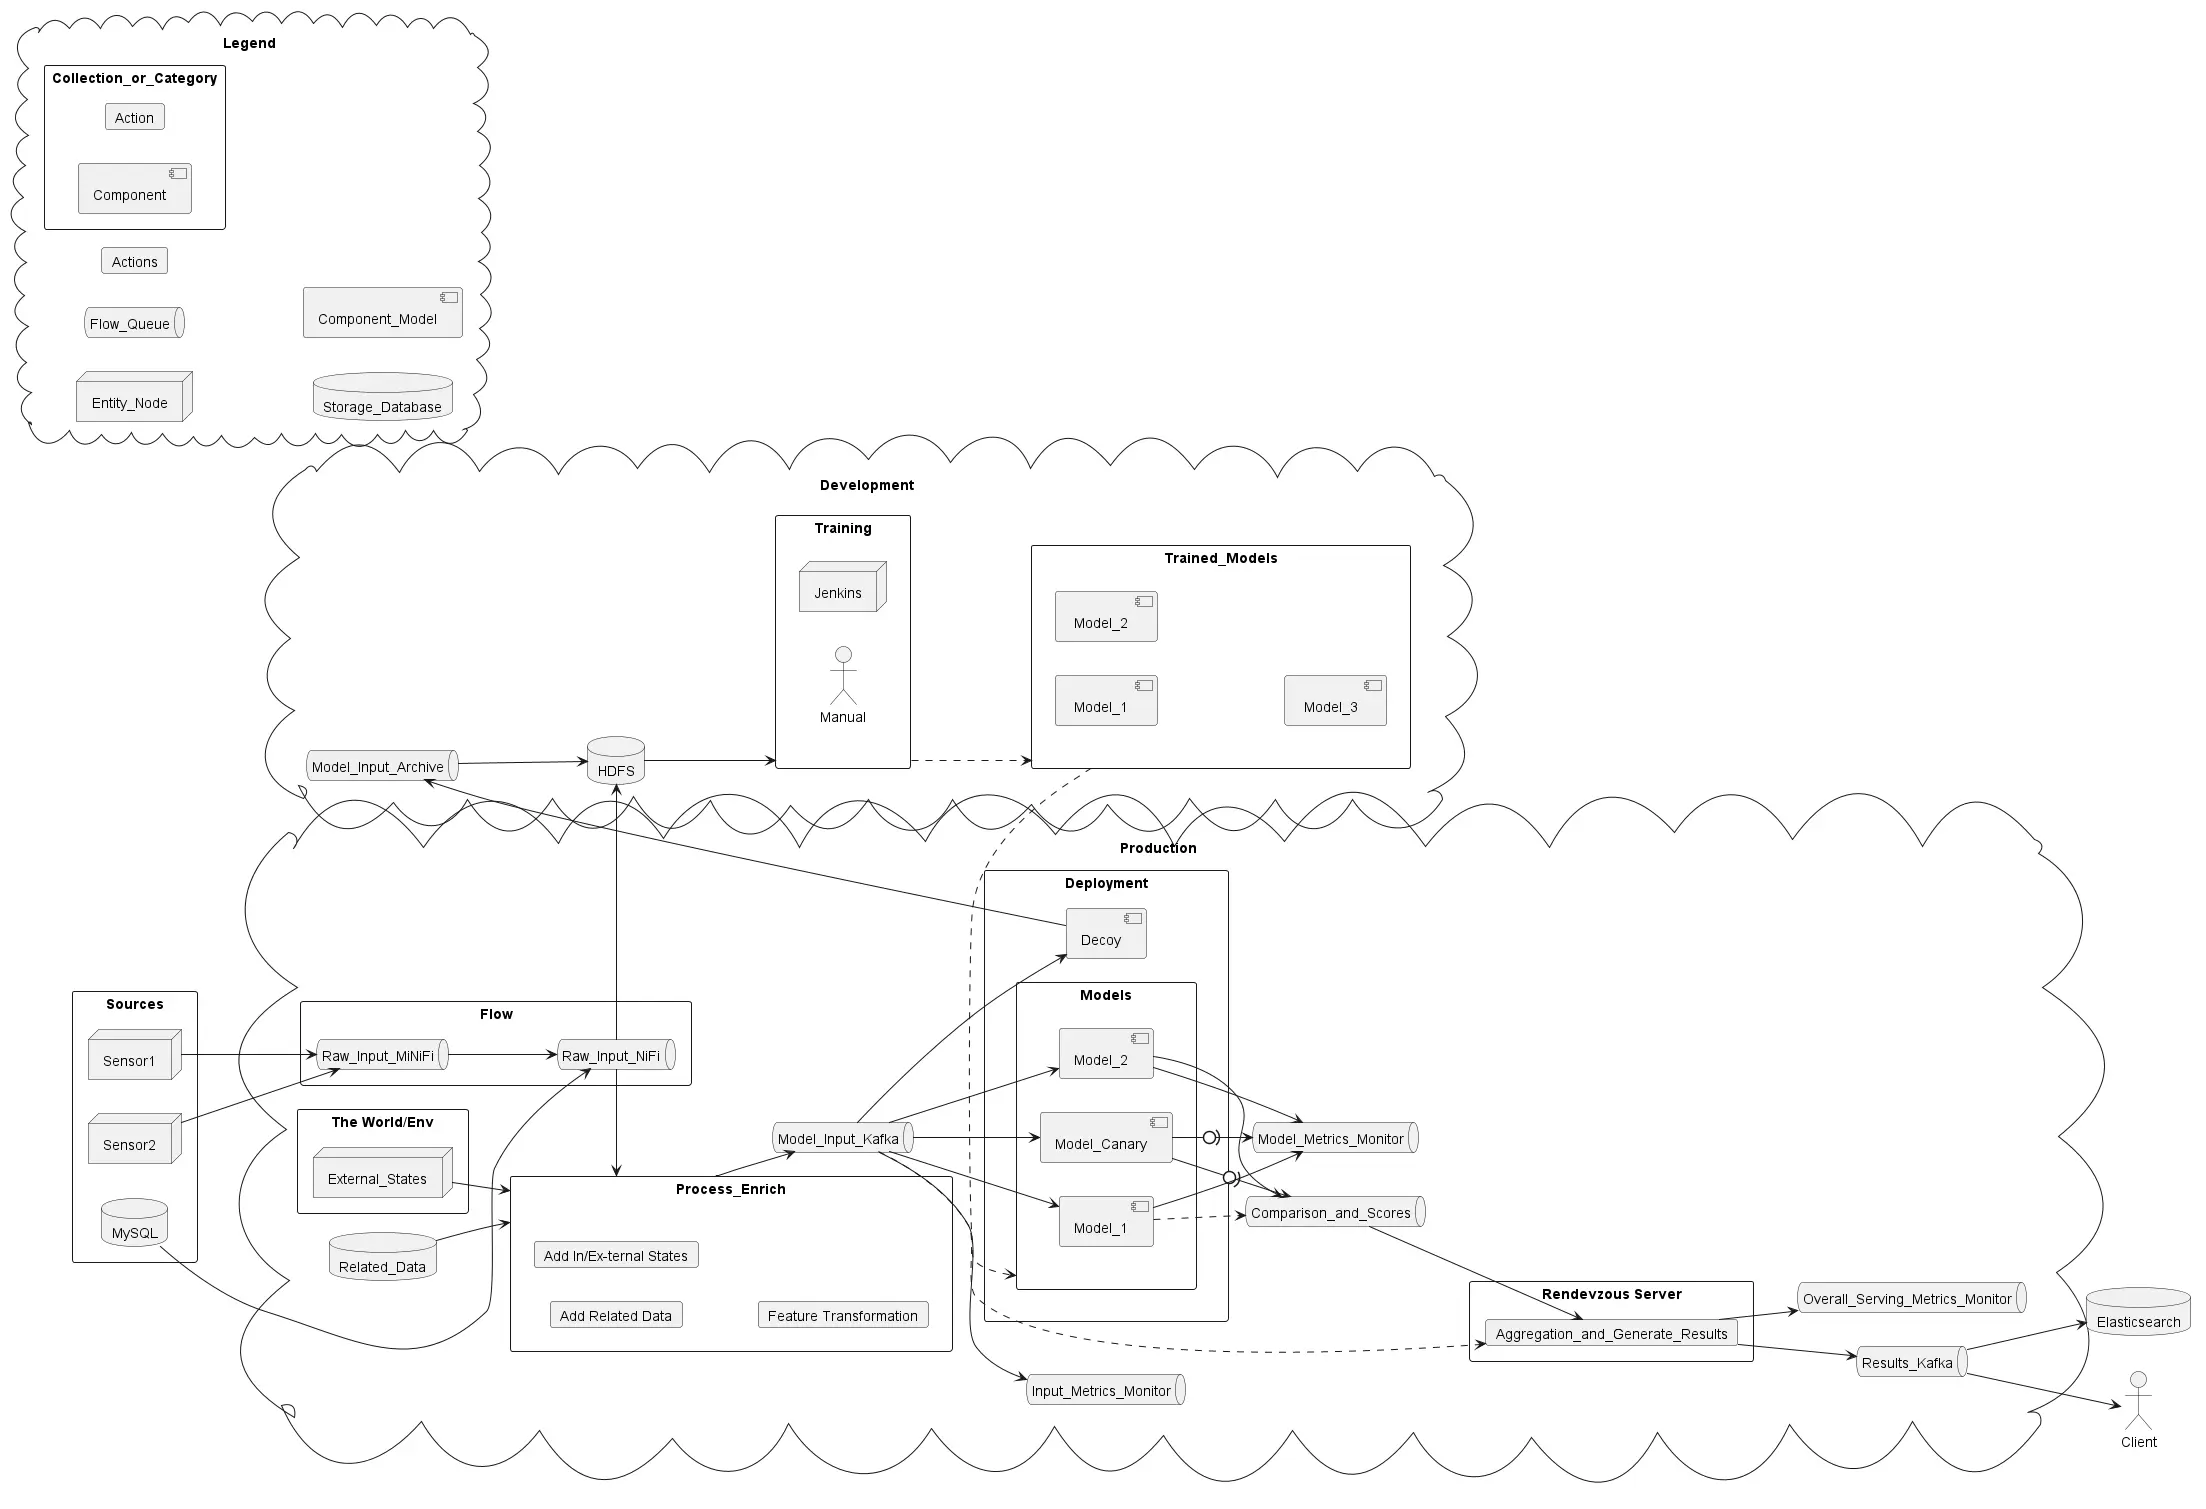 Legend
Collection_or_Category
Action
Component
Actions
Flow_Queue
Component_Model
Entity_Node
Storage_Database
Development
Training
Jenkins
Manual
Trained_Models
Model_2
Model_1
Model_3
Model_Input_Archive
HDFS
Production
Deployment
Decoy
Models
Model_2
Model_Canary
Model_1
Sources
Sensor1
Sensor2
MySQL
Flow
Raw_Input_MiNiFi
Raw_Input_NiFi
The World/Env
External_States
Related_Data
Process_Enrich
Add In/Ex-ternal States
Add Related Data
Feature Transformation
Model_Input_Kafka
Model_Metrics_Monitor
Comparison_and_Scores
Input_Metrics_Monitor
Rendevzous Server
Aggregation_and_Generate_Results
Overall_Serving_Metrics_Monitor
Results_Kafka
Elasticsearch
Client